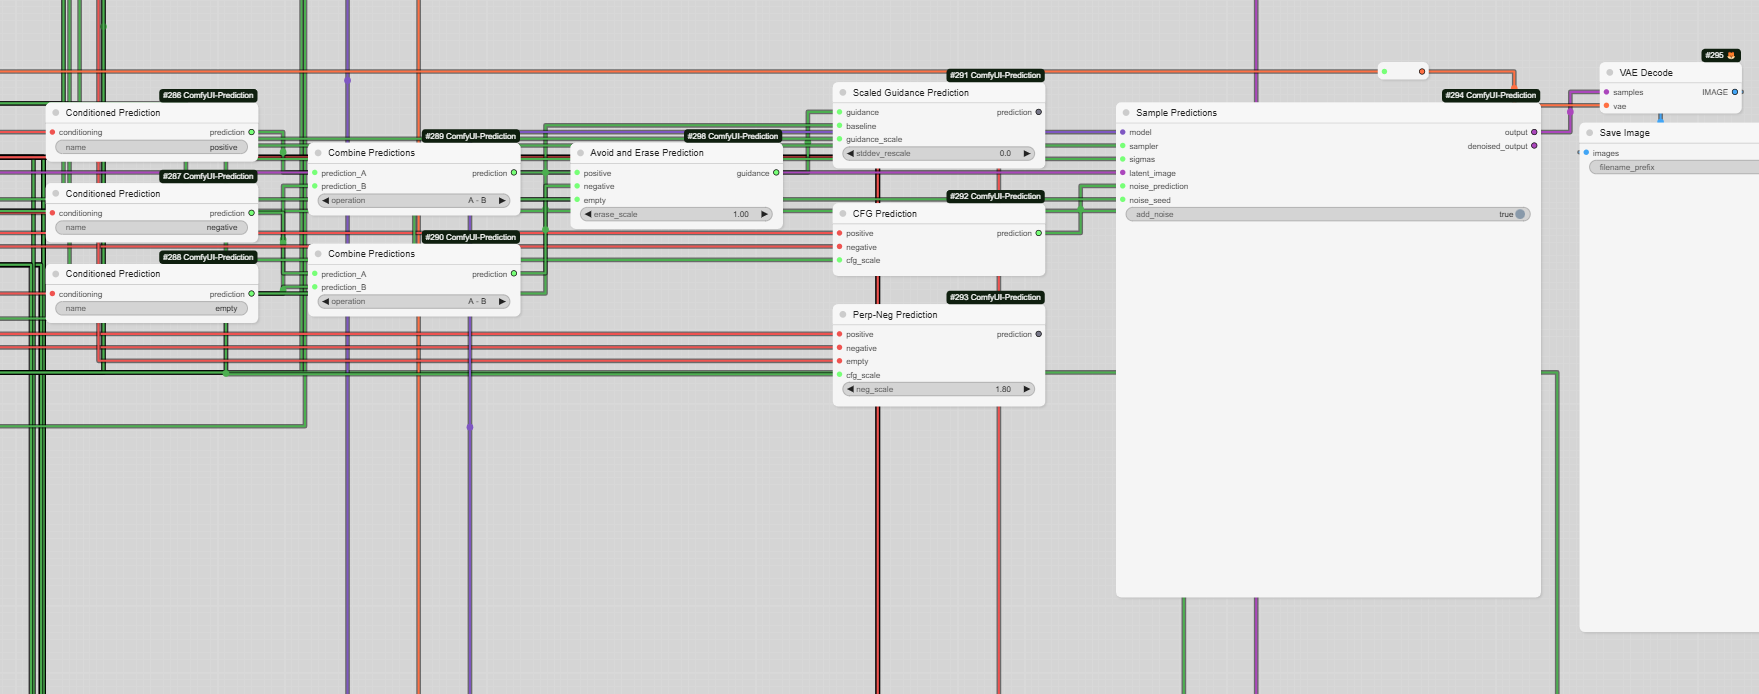 #286 ComfyUI-Prediction
Conditioned Prediction
conditioning prediction
name positive
#287 ComfyUI-Prediction
Conditioned Prediction
conditioning prediction
name negative
#288 ComfyUI-Prediction
Conditioned Prediction
conditioning prediction
name empty
#289 ComfyUI-Prediction
Combine Predictions
prediction_A prediction
prediction_B
operation A - B
#290 ComfyUI-Prediction
Combine Predictions
prediction_A prediction
prediction_B
operation A - B
#298 ComfyUI-Prediction
Avoid and Erase Prediction
positive guidance
negative
empty
erase_scale 1.00
#291 ComfyUI-Prediction
Scaled Guidance Prediction
guidance prediction
baseline
guidance_scale
stddev_rescale 0.0
#292 ComfyUI-Prediction
CFG Prediction
positive prediction
negative
cfg_scale
#293 ComfyUI-Prediction
Perp-Neg Prediction
positive prediction
negative
empty
cfg_scale
neg_scale 1.80
#294 ComfyUI-Prediction
Sample Predictions
model output
sampler denoised_output
sigmas
latent_image
noise_prediction
noise_seed
add_noise true
#295
VAE Decode
samples IMAGE
vae
Save Image
images
filename_prefix